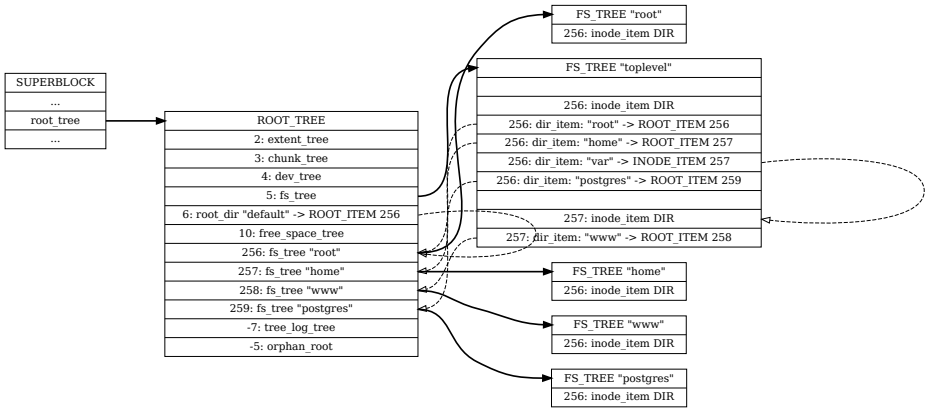 SUPERBLOCK
...
root_tree
...
ROOT_TREE
2: extent_tree
3: chunk_tree
4: dev_tree
5: fs_tree
6: root_dir "default" -> ROOT_ITEM 256
10: free_space_tree
256: fs_tree "root"
257: fs_tree "home"
258: fs_tree "www"
259: fs_tree "postgres"
-7: tree_log_tree
-5: orphan_root
FS_TREE "root"
256: inode_item DIR
FS_TREE "toplevel"
256: inode_item DIR
256: dir_item: "root" -> ROOT_ITEM 256
256: dir_item: "home" -> ROOT_ITEM 257
256: dir_item: "var" -> INODE_ITEM 257
256: dir_item: "postgres" -> ROOT_ITEM 259
257: inode_item DIR
257: dir_item: "www" -> ROOT_ITEM 258
FS_TREE "home"
256: inode_item DIR
FS_TREE "www"
256: inode_item DIR
FS_TREE "postgres"
256: inode_item DIR